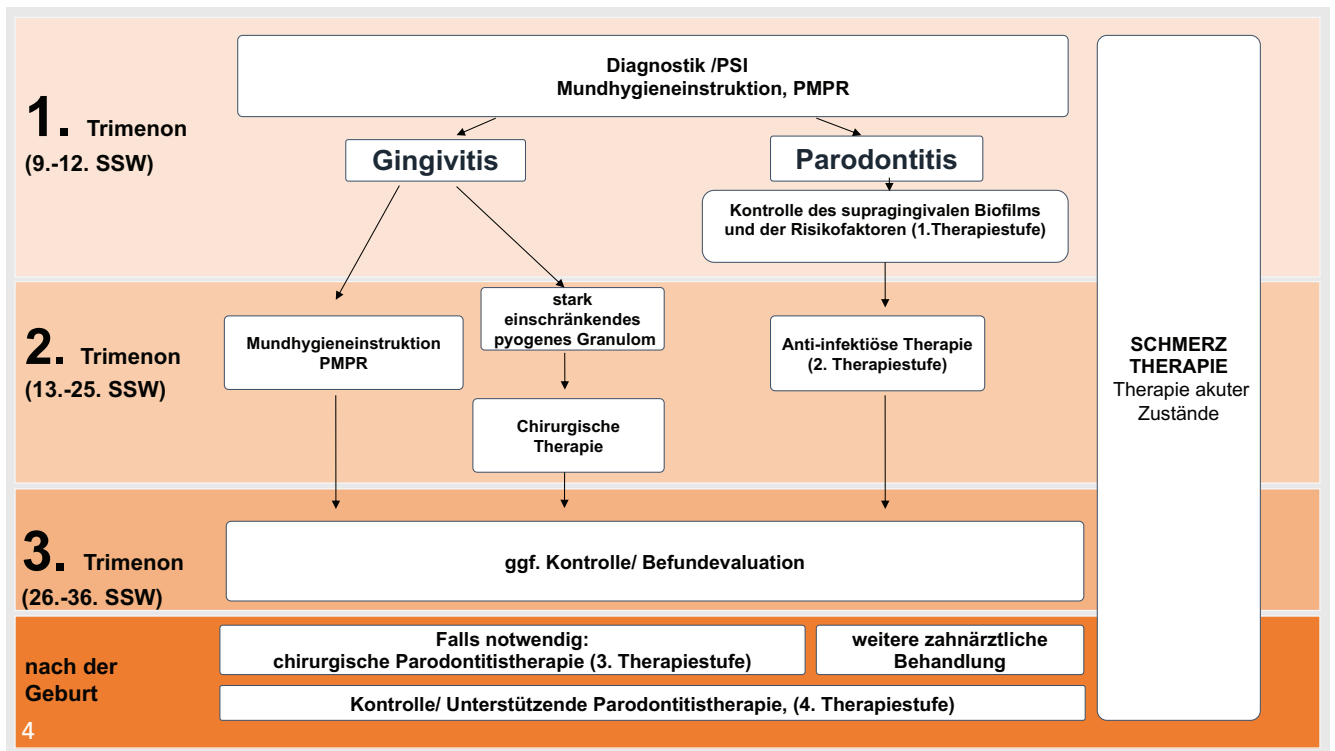 Diagnostik /PSI
Mundhygieneinstruktion, PMPR
1. Trimenon
(9.-12. SSW)
Gingivitis
Parodontitis
Kontrolle des supragingivalen Biofilms
und der Risikofaktoren (1.Therapiestufe)
2. Trimenon
(13.-25. SSW)
Mundhygieneinstruktion
PMPR
stark
einschränkendes
pyogenes Granulom
Chirurgische
Therapie
Anti-infektiöse Therapie
(2. Therapiestufe)
SCHMERZ
THERAPIE
Therapie akuter
Zustände
3. Trimenon
(26.-36. SSW)
ggf. Kontrolle/ Befundevaluation
nach der
Geburt
Falls notwendig:
chirurgische Parodontitistherapie (3. Therapiestufe)
weitere zahnärztliche
Behandlung
Kontrolle/ Unterstützende Parodontitistherapie, (4. Therapiestufe)
4